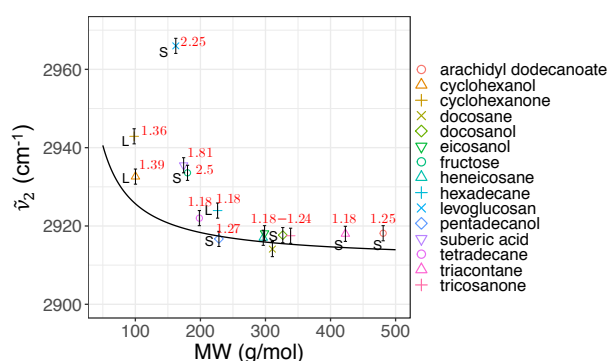 2960
2940
2920
2900
ṽ₂ (cm⁻¹)
100
200
300
400
500
MW (g/mol)
2.25
S
1.36
L
1.39
L
1.81
S
2.5
1.18
L
1.18
S
1.27
1.18−1.24
S
1.18
S
1.25
S
arachidyl dodecanoate
cyclohexanol
cyclohexanone
docosane
docosanol
eicosanol
fructose
heneicosane
hexadecane
levoglucosan
pentadecanol
suberic acid
tetradecane
triacontane
tricosanone